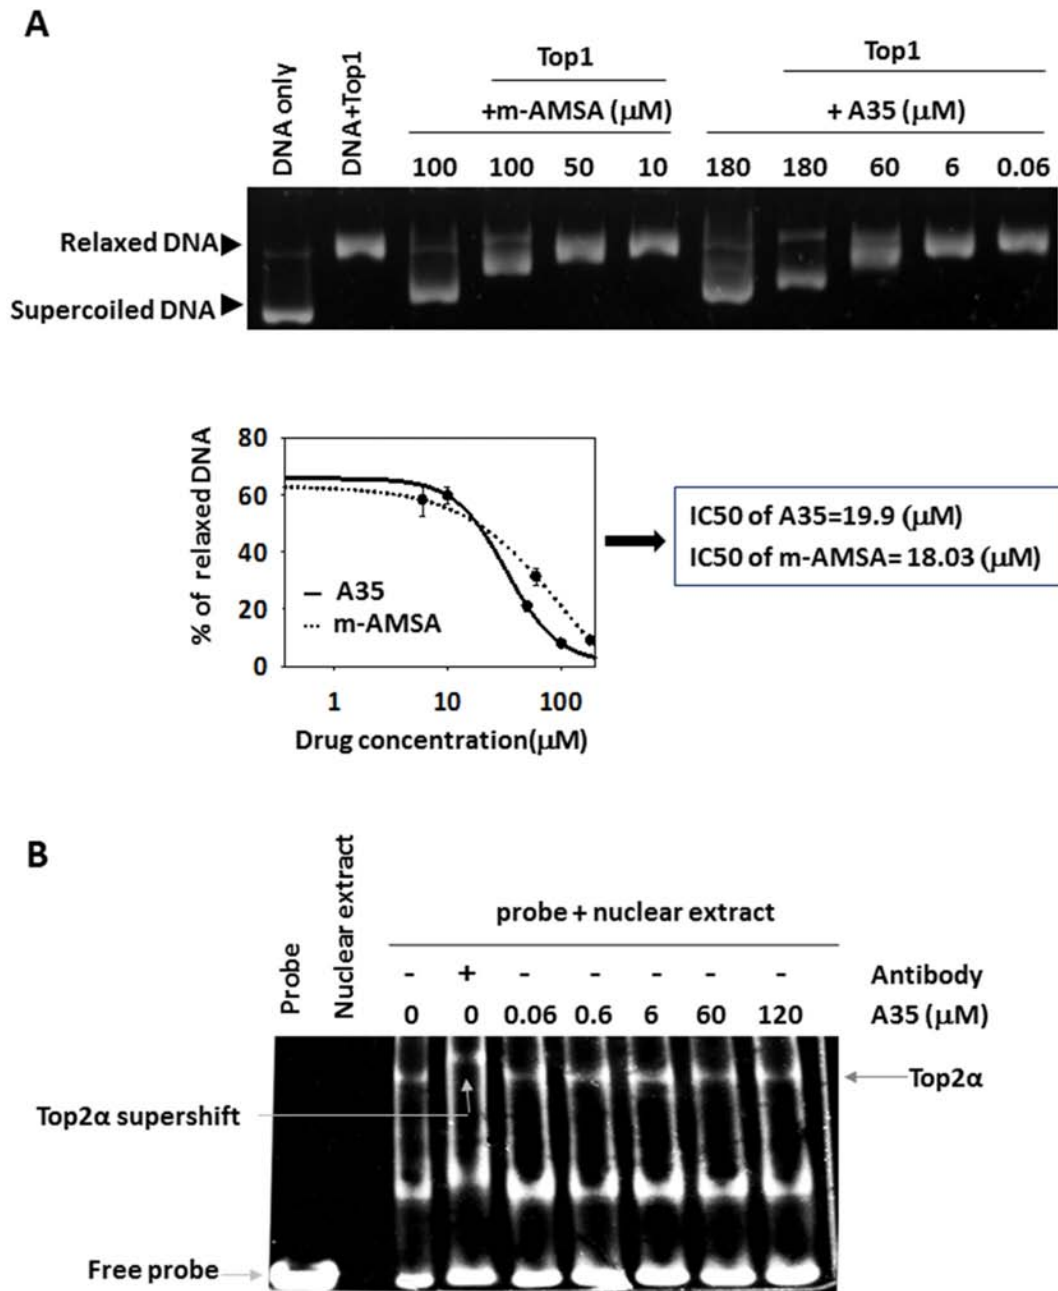 A
DNA only
DNA+Top1
Top1
Top1
+m-AMSA (μM)
+ A35 (μM)
100 100 50 10 180 180 60 6 0.06
Relaxed DNA
Supercoiled DNA
% of relaxed DNA
80
60
40
20
0
A35
m-AMSA
1 10 100
Drug concentration(μM)
IC50 of A35=19.9 (μM)
IC50 of m-AMSA= 18.03 (μM)
B
Probe
Nuclear extract
probe + nuclear extract
- + - - - - - Antibody
0 0 0.06 0.6 6 60 120 A35 (μM)
Top2α
Top2α supershift
Free probe